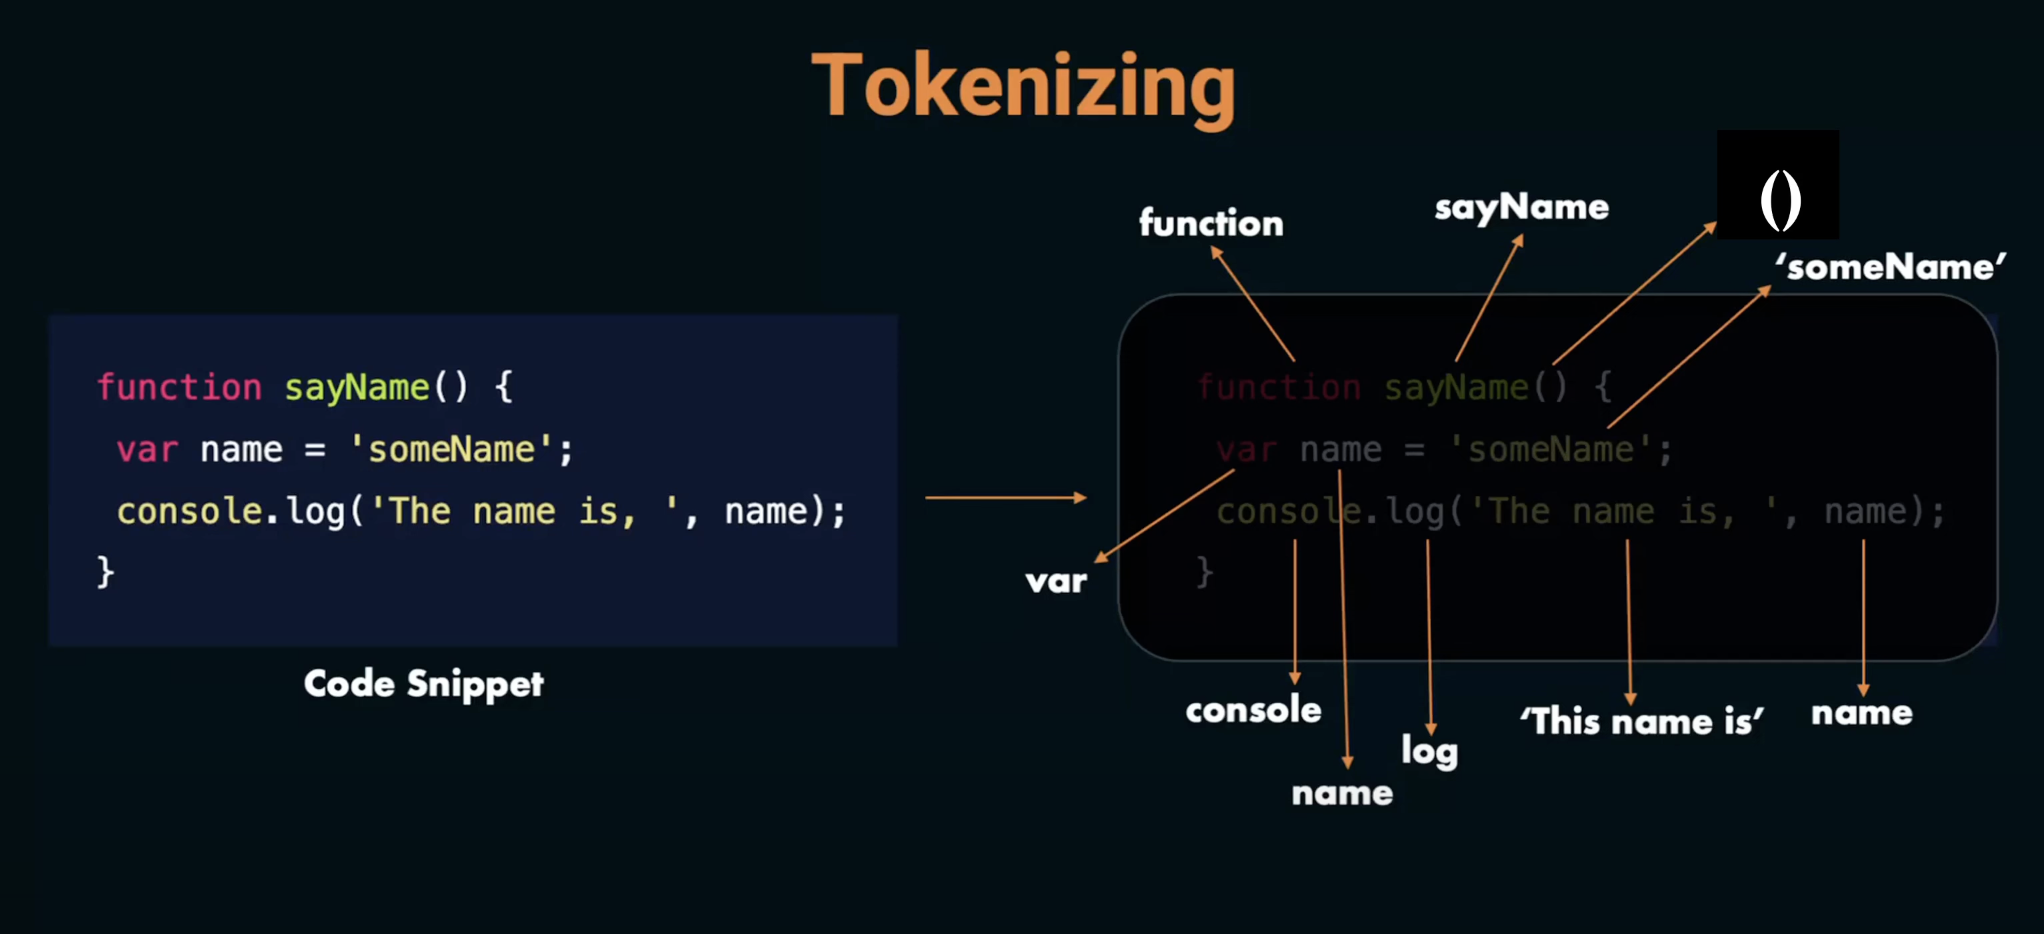 Tokenizing
function sayName() {
var name = 'someName';
console.log('The name is, ', name);
}
Code Snippet
function
sayName
()
‘someName’
function sayName() {
var name = 'someName';
console.log('The name is, ', name);
}
var
console
name
log
‘This name is’
name